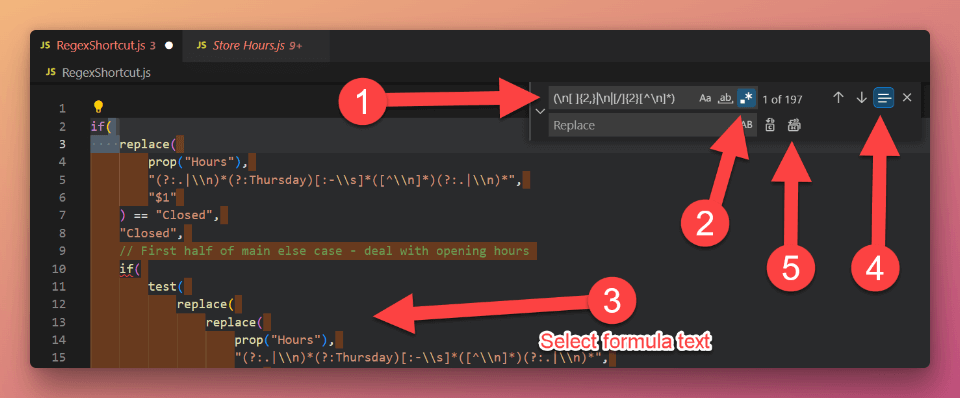 JS RegexShortcut.js 3 ● JS Store Hours.js 9+
JS RegexShortcut.js
1 (\n[ ]{2,}|\n|[/]{2}[^\n]*) Aa ab .* 1 of 197
Replace AB
1
2 if(
3 ····replace(
4 prop("Hours"),
5 "(?:.|\\n)*(?:Thursday)[:-\\s]*([^\\n]*)(?:.|\\n)*",
6 "$1"
7 ) == "Closed",
8 "Closed",
9 // First half of main else case - deal with opening hours
10 if(
11 test(
12 replace(
13 replace(
14 prop("Hours"),
15 "(?:.|\\n)*(?:Thursday)[:-\\s]*([^\\n]*)(?:.|\\n)*",
2
5
4
3
Select formula text